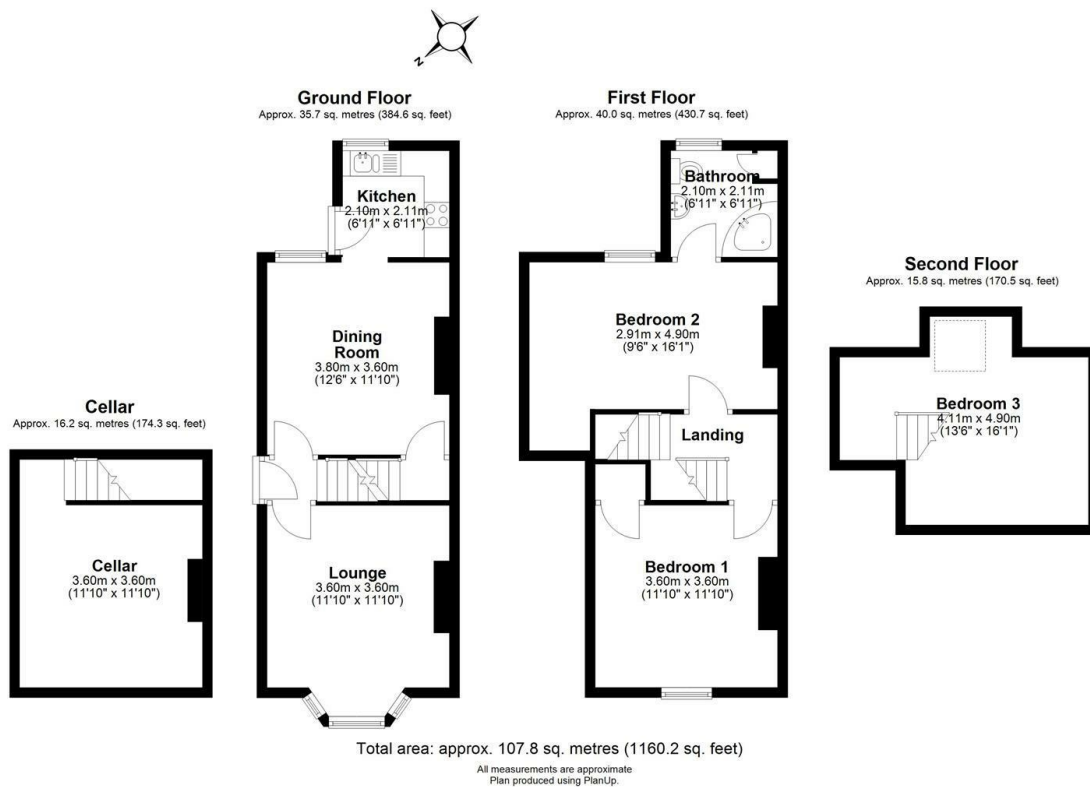 N
Ground Floor
Approx. 35.7 sq. metres (384.6 sq. feet)
Kitchen
2.10m x 2.11m
(6'11" x 6'11")
Dining
Room
3.80m x 3.60m
(12'6" x 11'10")
Lounge
3.60m x 3.60m
(11'10" x 11'10")
First Floor
Approx. 40.0 sq. metres (430.7 sq. feet)
Bathroom
2.10m x 2.11m
(6'11" x 6'11")
Bedroom 2
2.91m x 4.90m
(9'6" x 16'1")
Landing
Bedroom 1
3.60m x 3.60m
(11'10" x 11'10")
Second Floor
Approx. 15.8 sq. metres (170.5 sq. feet)
Bedroom 3
4.11m x 4.90m
(13'6" x 16'1")
Cellar
Approx. 16.2 sq. metres (174.3 sq. feet)
Cellar
3.60m x 3.60m
(11'10" x 11'10")
Total area: approx. 107.8 sq. metres (1160.2 sq. feet)
All measurements are approximate
Plan produced using PlanUp.